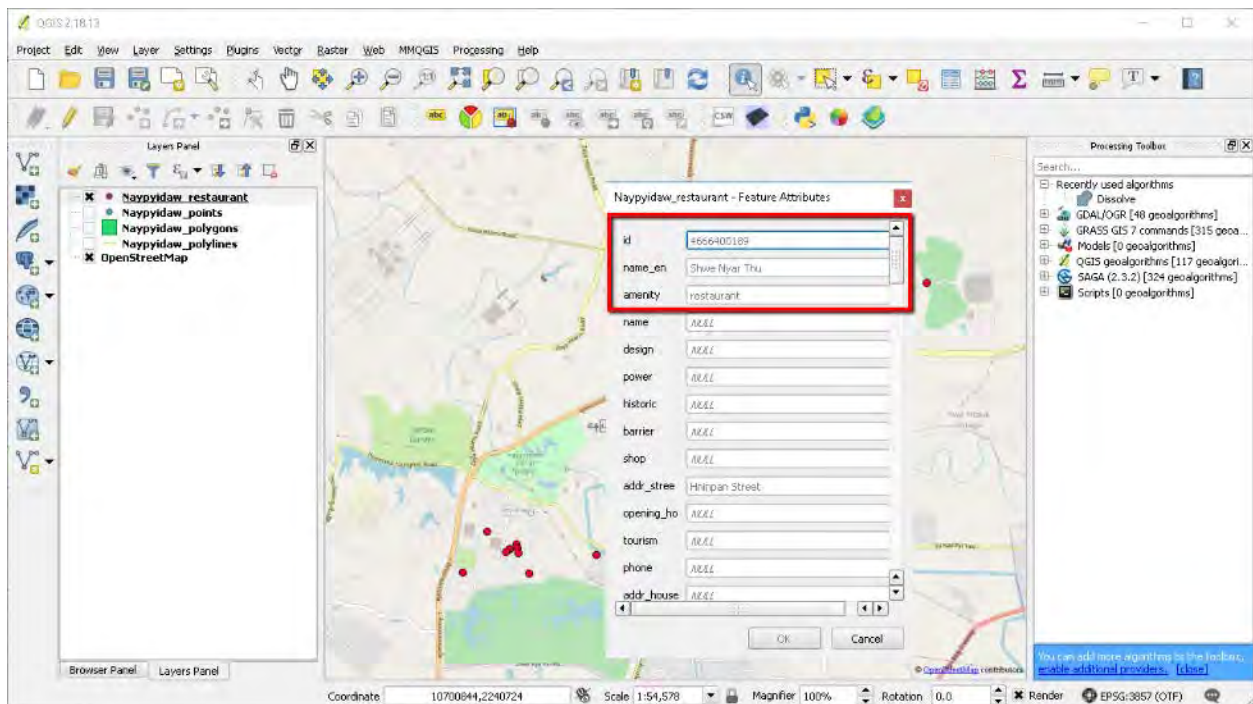 QGIS 2.18.13
Project Edit View Layer Settings Plugins Vector Raster Web MMQGIS Processing Help
Layers Panel
Naypyidaw_restaurant
Naypyidaw_points
Naypyidaw_polygons
Naypyidaw_polylines
OpenStreetMap
Browser Panel Layers Panel
Naypyidaw_restaurant - Feature Attributes
id 4666400189
name_en Shwe Nyar Thu
amenity restaurant
name NULL
design NULL
power NULL
historic NULL
barrier NULL
shop NULL
addr_stree Hninpan Street
opening_ho NULL
tourism NULL
phone NULL
addr_house NULL
OK Cancel
© OpenStreetMap contributors
Processing Toolbox
Search...
Recently used algorithms
Dissolve
GDAL/OGR [48 geoalgorithms]
GRASS GIS 7 commands [315 geoa...
Models [0 geoalgorithms]
QGIS geoalgorithms [117 geoalgori...
SAGA (2.3.2) [324 geoalgorithms]
Scripts [0 geoalgorithms]
You can add more algorithms to the toolbox,
enable additional providers. [close]
Coordinate 10700844,2240724 Scale 1:54,578 Magnifier 100% Rotation 0.0 Render EPSG:3857 (OTF)